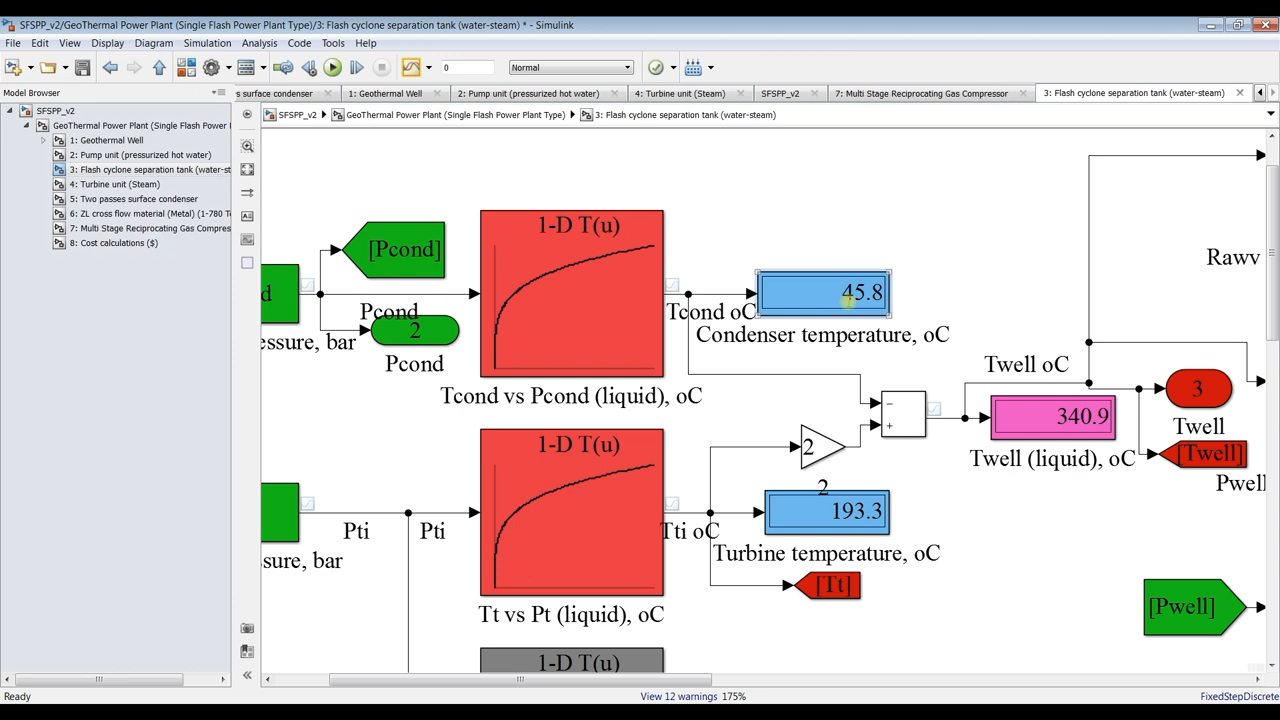 SFSPP_v2/GeoThermal Power Plant (Single Flash Power Plant Type)/3: Flash cyclone separation tank (water-steam) * - Simulink
File Edit View Display Diagram Simulation Analysis Code Tools Help
0 Normal
Model Browser
s surface condenser 1: Geothermal Well 2: Pump unit (pressurized hot water) 4: Turbine unit (Steam) SFSPP_v2 7: Multi Stage Reciprocating Gas Compressor 3: Flash cyclone separation tank (water-steam)
SFSPP_v2 GeoThermal Power Plant (Single Flash Power Plant Type) 3: Flash cyclone separation tank (water-steam)
SFSPP_v2
GeoThermal Power Plant (Single Flash Power
1: Geothermal Well
2: Pump unit (pressurized hot water)
3: Flash cyclone separation tank (water-st
4: Turbine unit (Steam)
5: Two passes surface condenser
6: ZL cross flow material (Metal) (1-780 T
7: Multi Stage Reciprocating Gas Compres
8: Cost calculations ($)
1-D T(u)
[Pcond]
Rawv
d
Pcond
Tcond oC
45.8
2
essure, bar
Condenser temperature, oC
Pcond
Twell oC
Tcond vs Pcond (liquid), oC
−
+
3
340.9
Twell
1-D T(u)
2
Twell (liquid), oC
[Twell]
2
Pwell
193.3
Pti
Pti
Tti oC
ssure, bar
Turbine temperature, oC
[Tt]
Tt vs Pt (liquid), oC
[Pwell]
1-D T(u)
Ready
View 12 warnings 175%
FixedStepDiscrete